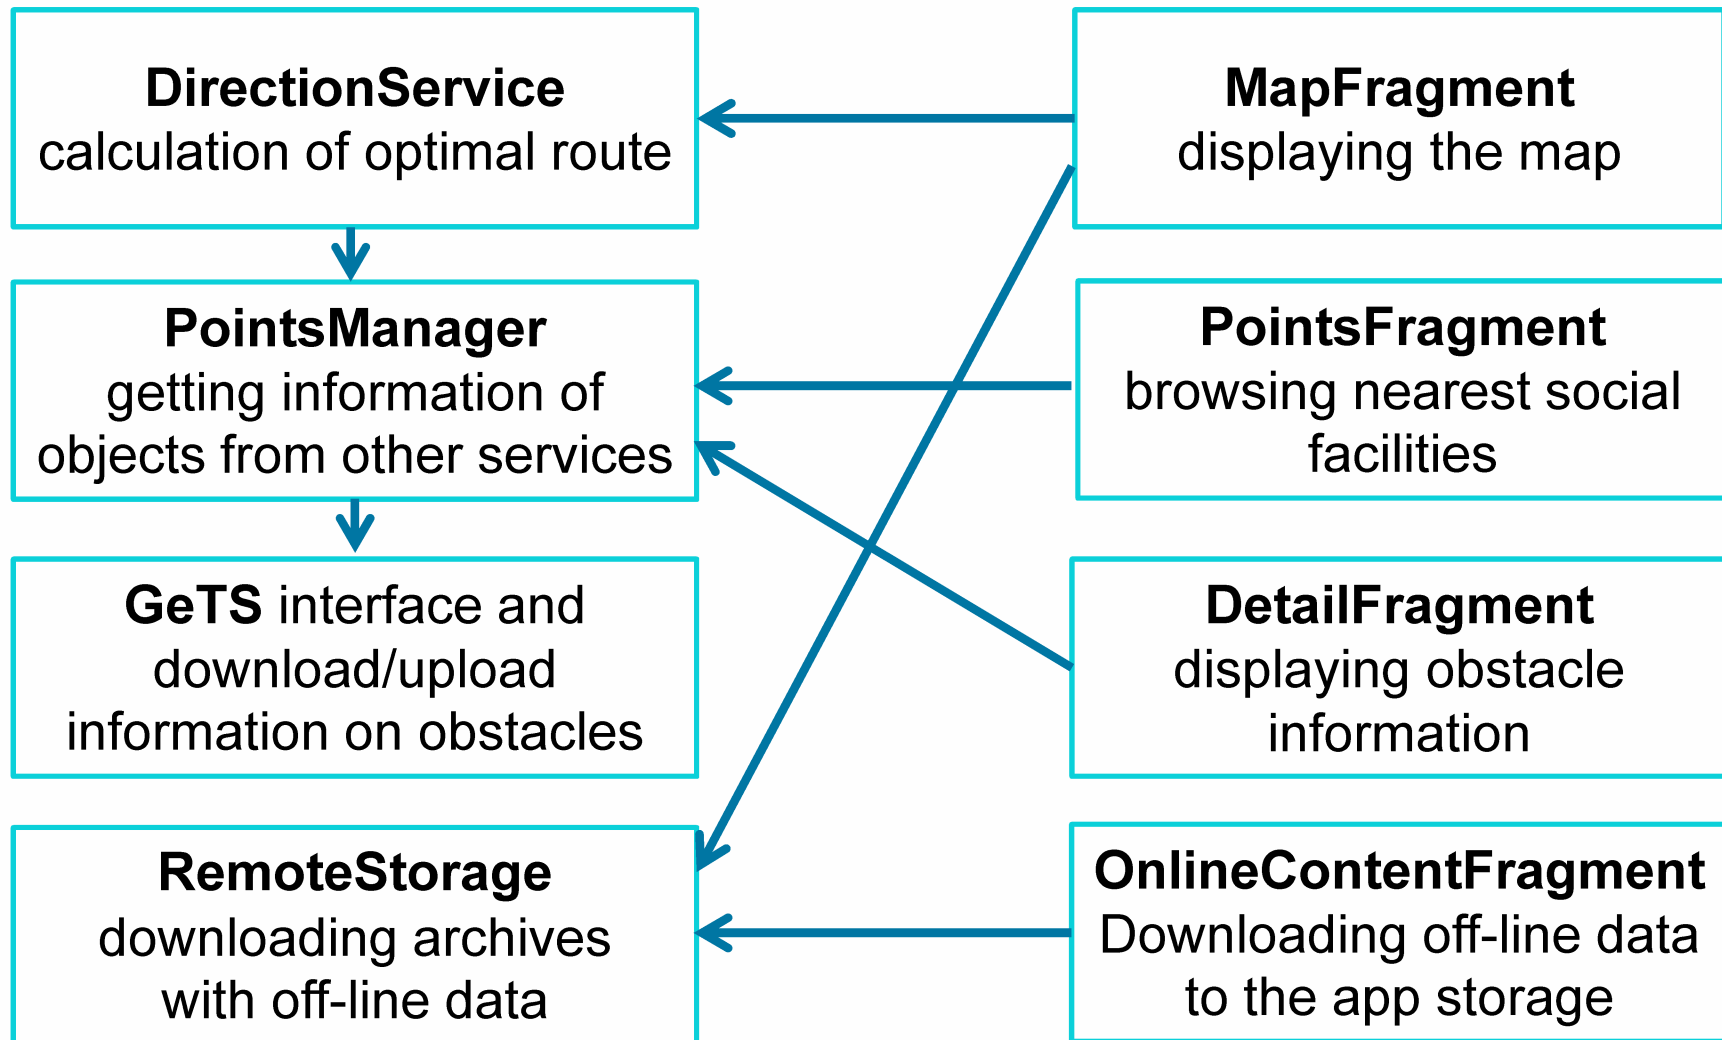 DirectionService
calculation of optimal route
MapFragment
displaying the map
PointsManager
getting information of
objects from other services
PointsFragment
browsing nearest social
facilities
GeTS interface and
download/upload
information on obstacles
DetailFragment
displaying obstacle
information
RemoteStorage
downloading archives
with off-line data
OnlineContentFragment
Downloading off-line data
to the app storage